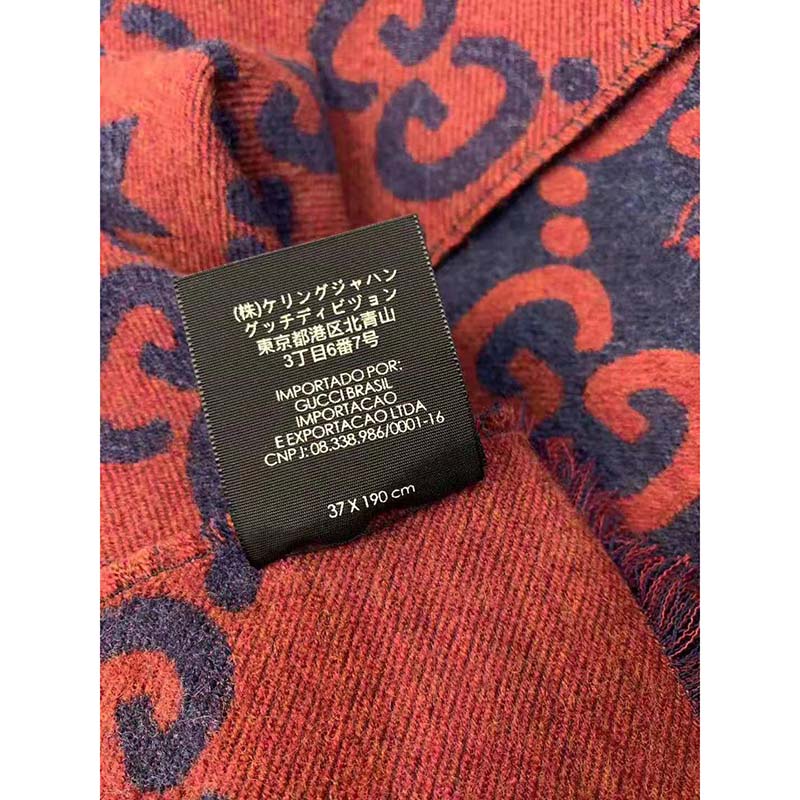 (株)ケリングジャハン
グッチディビヅョン
東京都港区北青山
3丁目6番7号
IMPORTADO POR:
GUCCI BRASIL
IMPORTACAO
E EXPORTACAO LTDA
CNPJ: 08.338.986/0001-16
37 X 190 cm